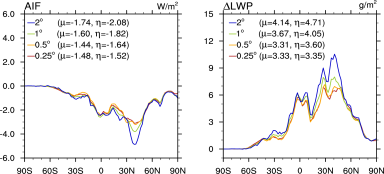 AIF W/m²
6.0
4.0
2.0
0.0
-2.0
-4.0
-6.0
2° (μ=-1.74, π=-2.08)
1° (μ=-1.60, π=-1.82)
0.5° (μ=-1.44, π=-1.64)
0.25° (μ=-1.48, π=-1.52)
90S 60S 30S 0 30N 60N 90N
ΔLWP g/m²
15
12
9
6
3
0
2° (μ=4.14, π=4.71)
1° (μ=3.67, π=4.05)
0.5° (μ=3.31, π=3.60)
0.25° (μ=3.33, π=3.35)
90S 60S 30S 0 30N 60N 90N